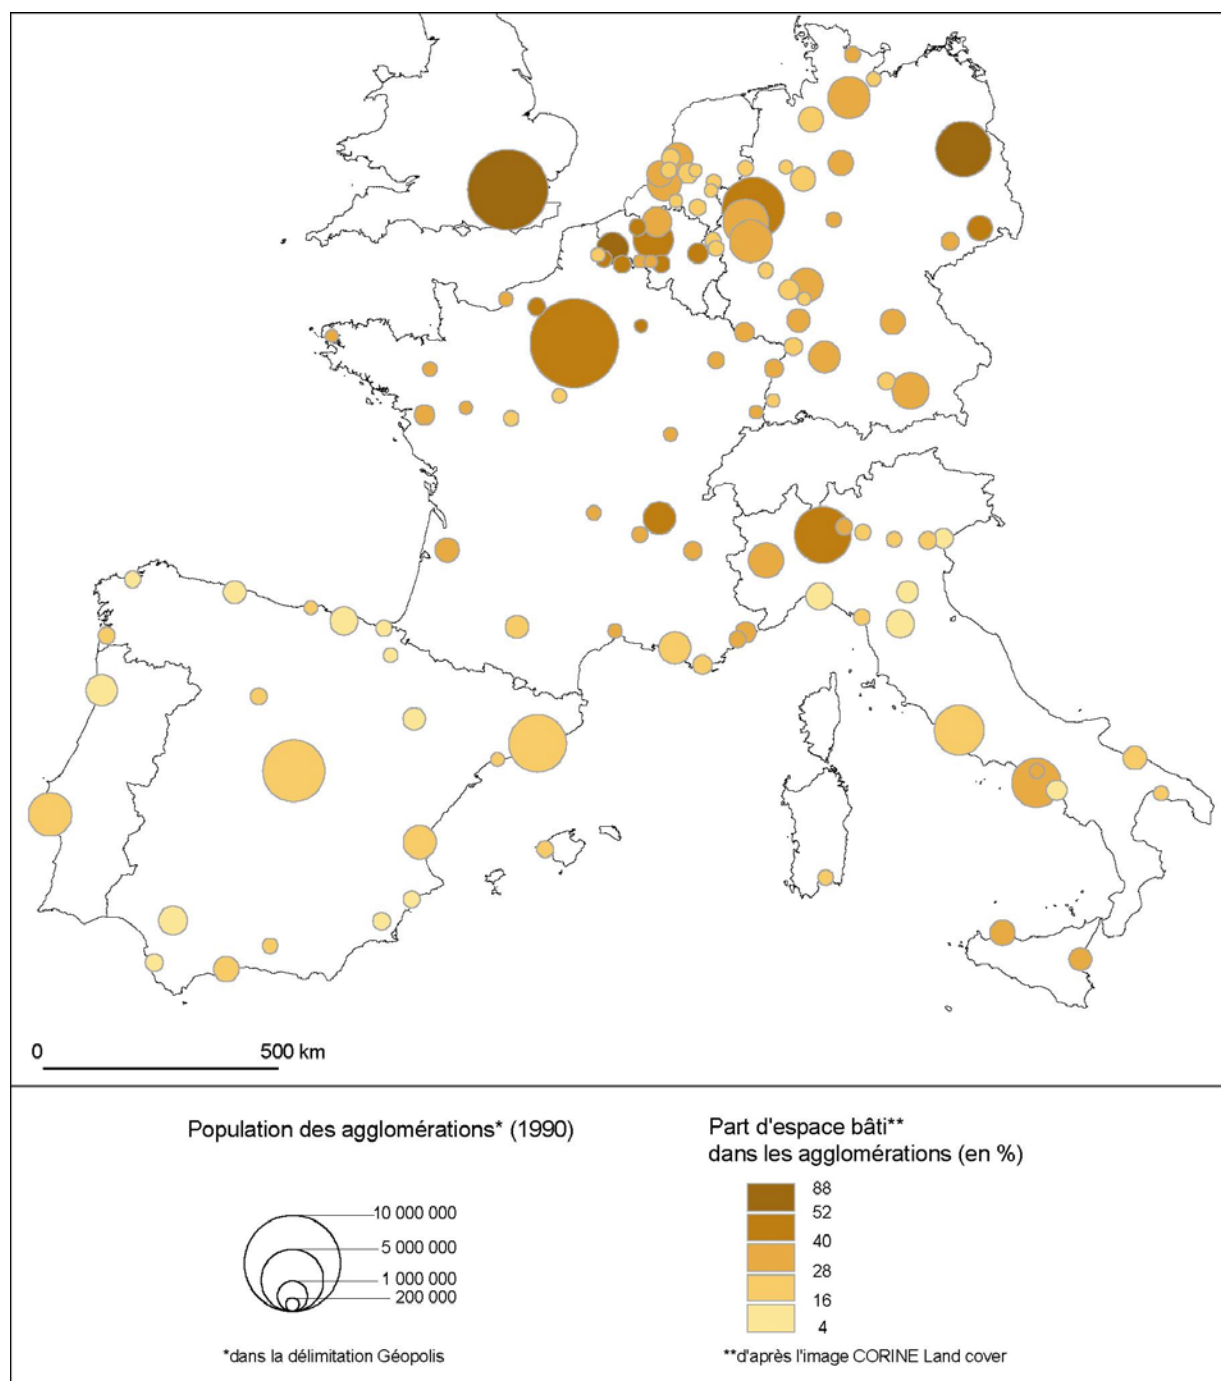 0 500 km
Population des agglomérations* (1990)
10 000 000
5 000 000
1 000 000
200 000
*dans la délimitation Géopolis
Part d'espace bâti**
dans les agglomérations (en %)
88
52
40
28
16
4
**d'après l'image CORINE Land cover